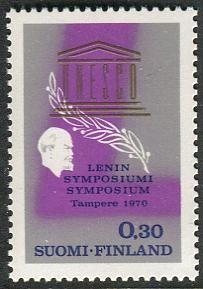 UNESCO
LENIN
SYMPOSIUMI
SYMPOSIUM
Tampere 1970
0,30
SUOMI·FINLAND